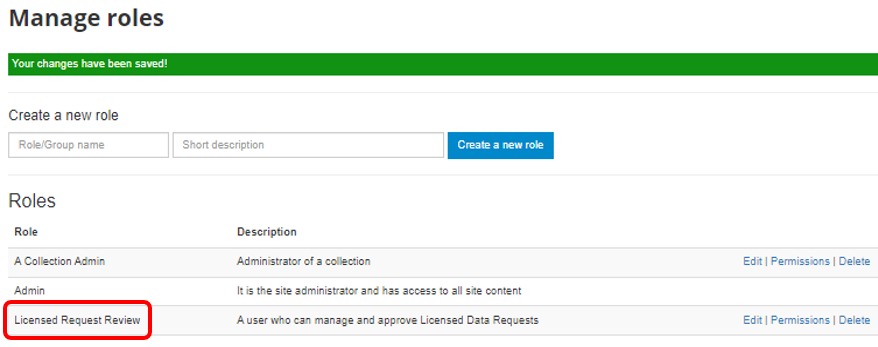 Manage roles
Your changes have been saved!
Create a new role
Role/Group name Short description Create a new role
Roles
Role Description
A Collection Admin Administrator of a collection Edit | Permissions | Delete
Admin It is the site administrator and has access to all site content
Licensed Request Review A user who can manage and approve Licensed Data Requests Edit | Permissions | Delete